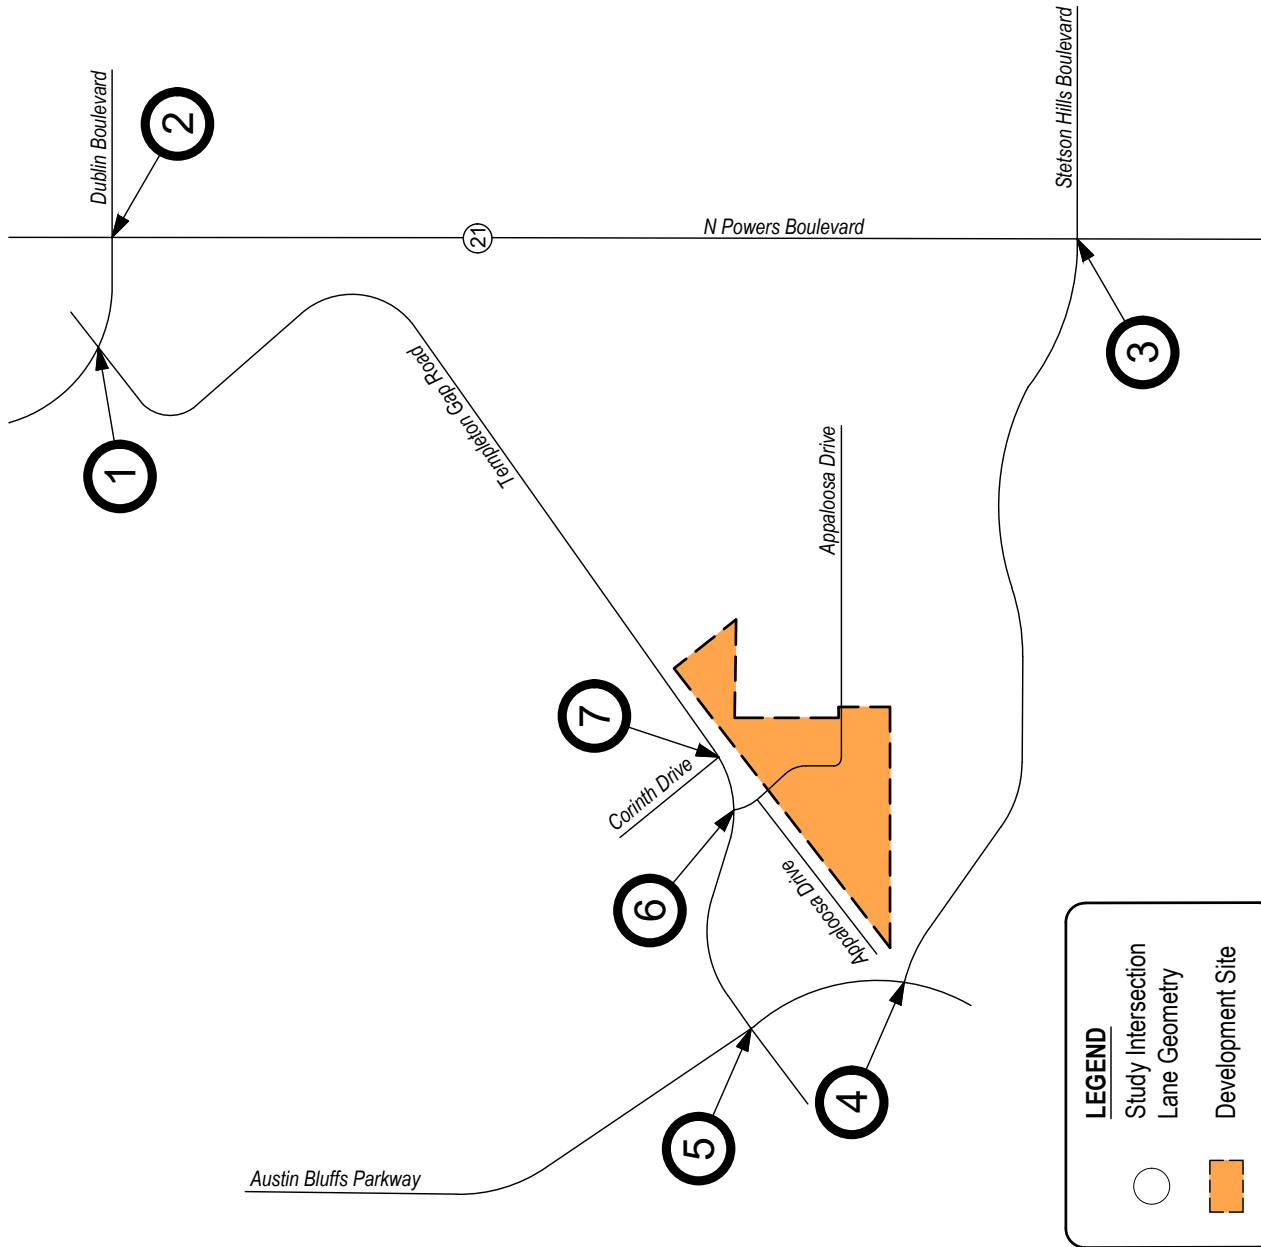 Dublin Boulevard
2
Stetson Hills Boulevard
N Powers Boulevard
21
1
3
Templeton Gap Road
Appaloosa Drive
7
Corinth Drive
6
Appaloosa Drive
5
4
Austin Bluffs Parkway
LEGEND
Study Intersection
Lane Geometry
Development Site